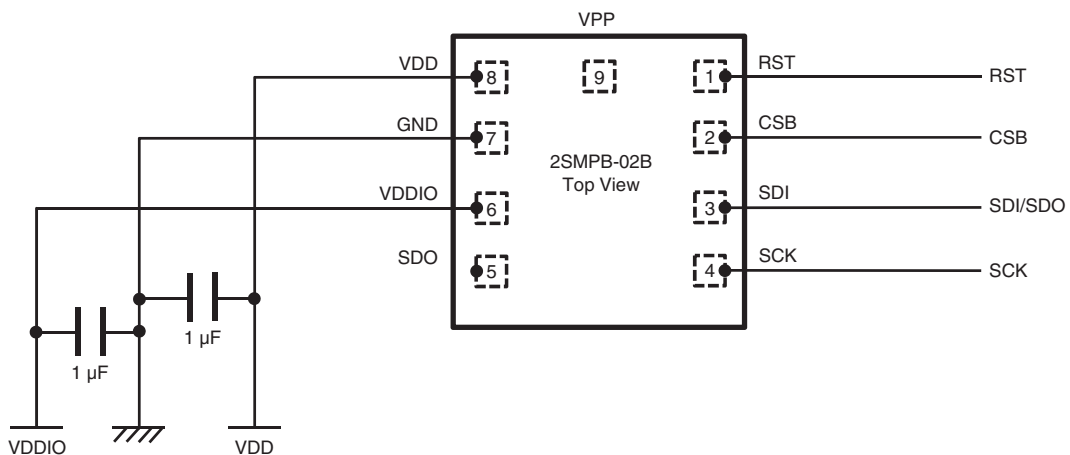 VPP
VDD
8
9
1
RST
RST
GND
7
2
CSB
CSB
2SMPB-02B
Top View
VDDIO
6
3
SDI
SDI/SDO
SDO
5
4
SCK
SCK
1 µF
1 µF
VDDIO
VDD